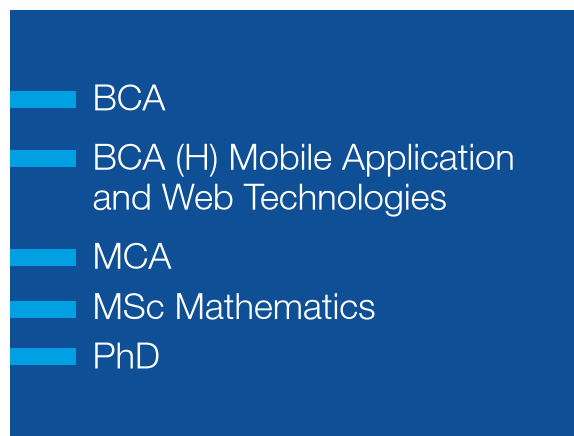 BCA
BCA (H) Mobile Application
and Web Technologies
MCA
MSc Mathematics
PhD